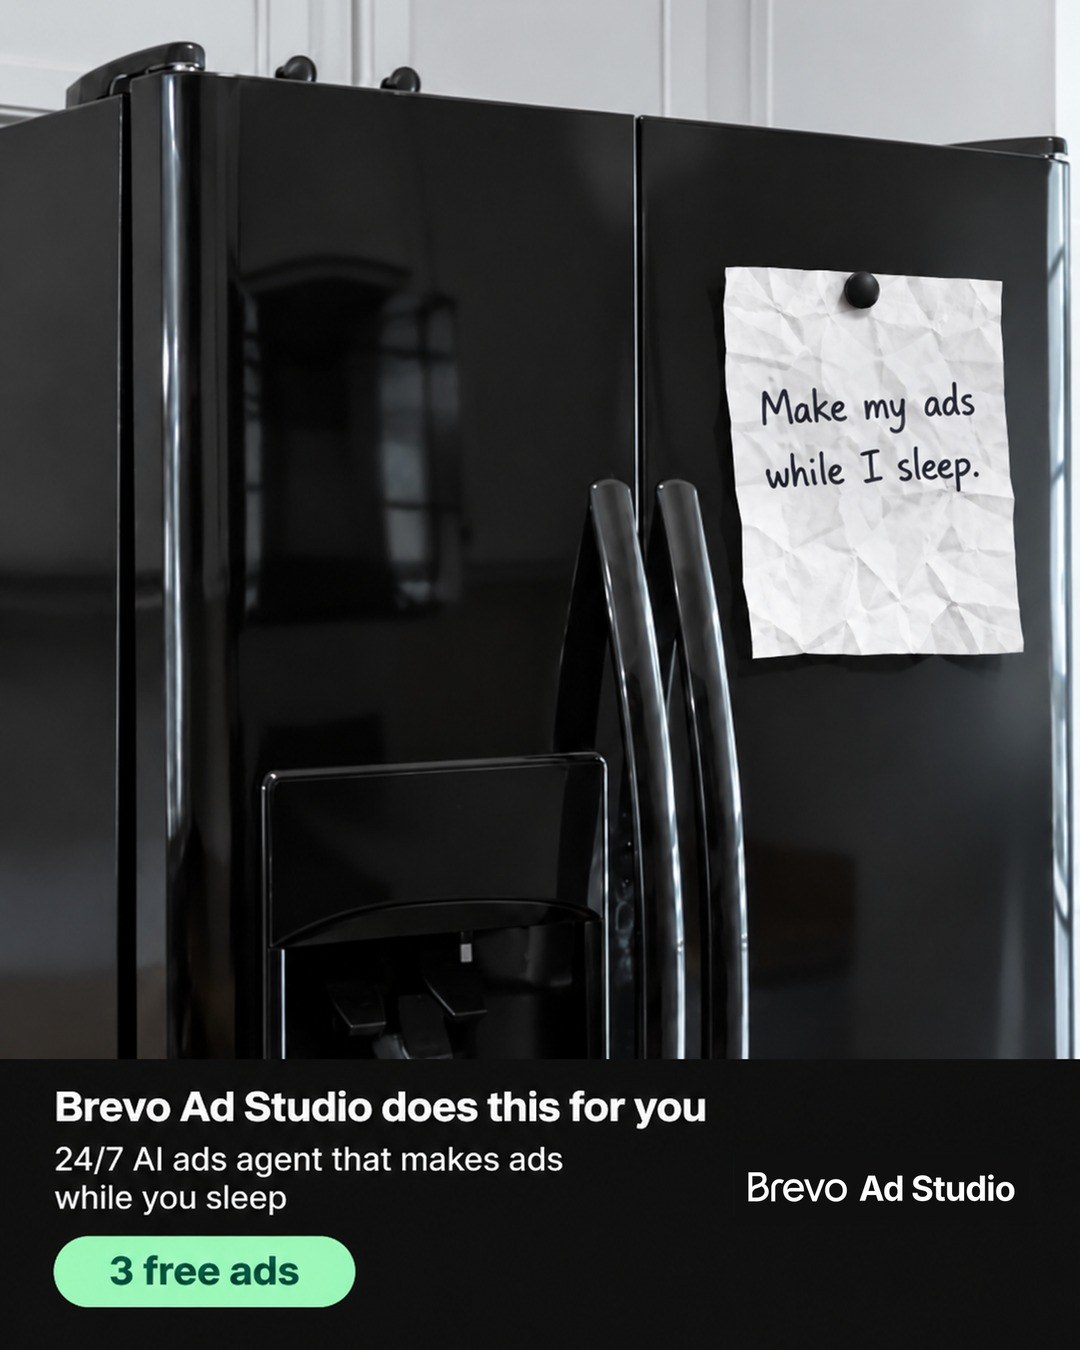 Make my ads
while I sleep.
Brevo Ad Studio does this for you
24/7 AI ads agent that makes ads
while you sleep
Brevo Ad Studio
3 free ads